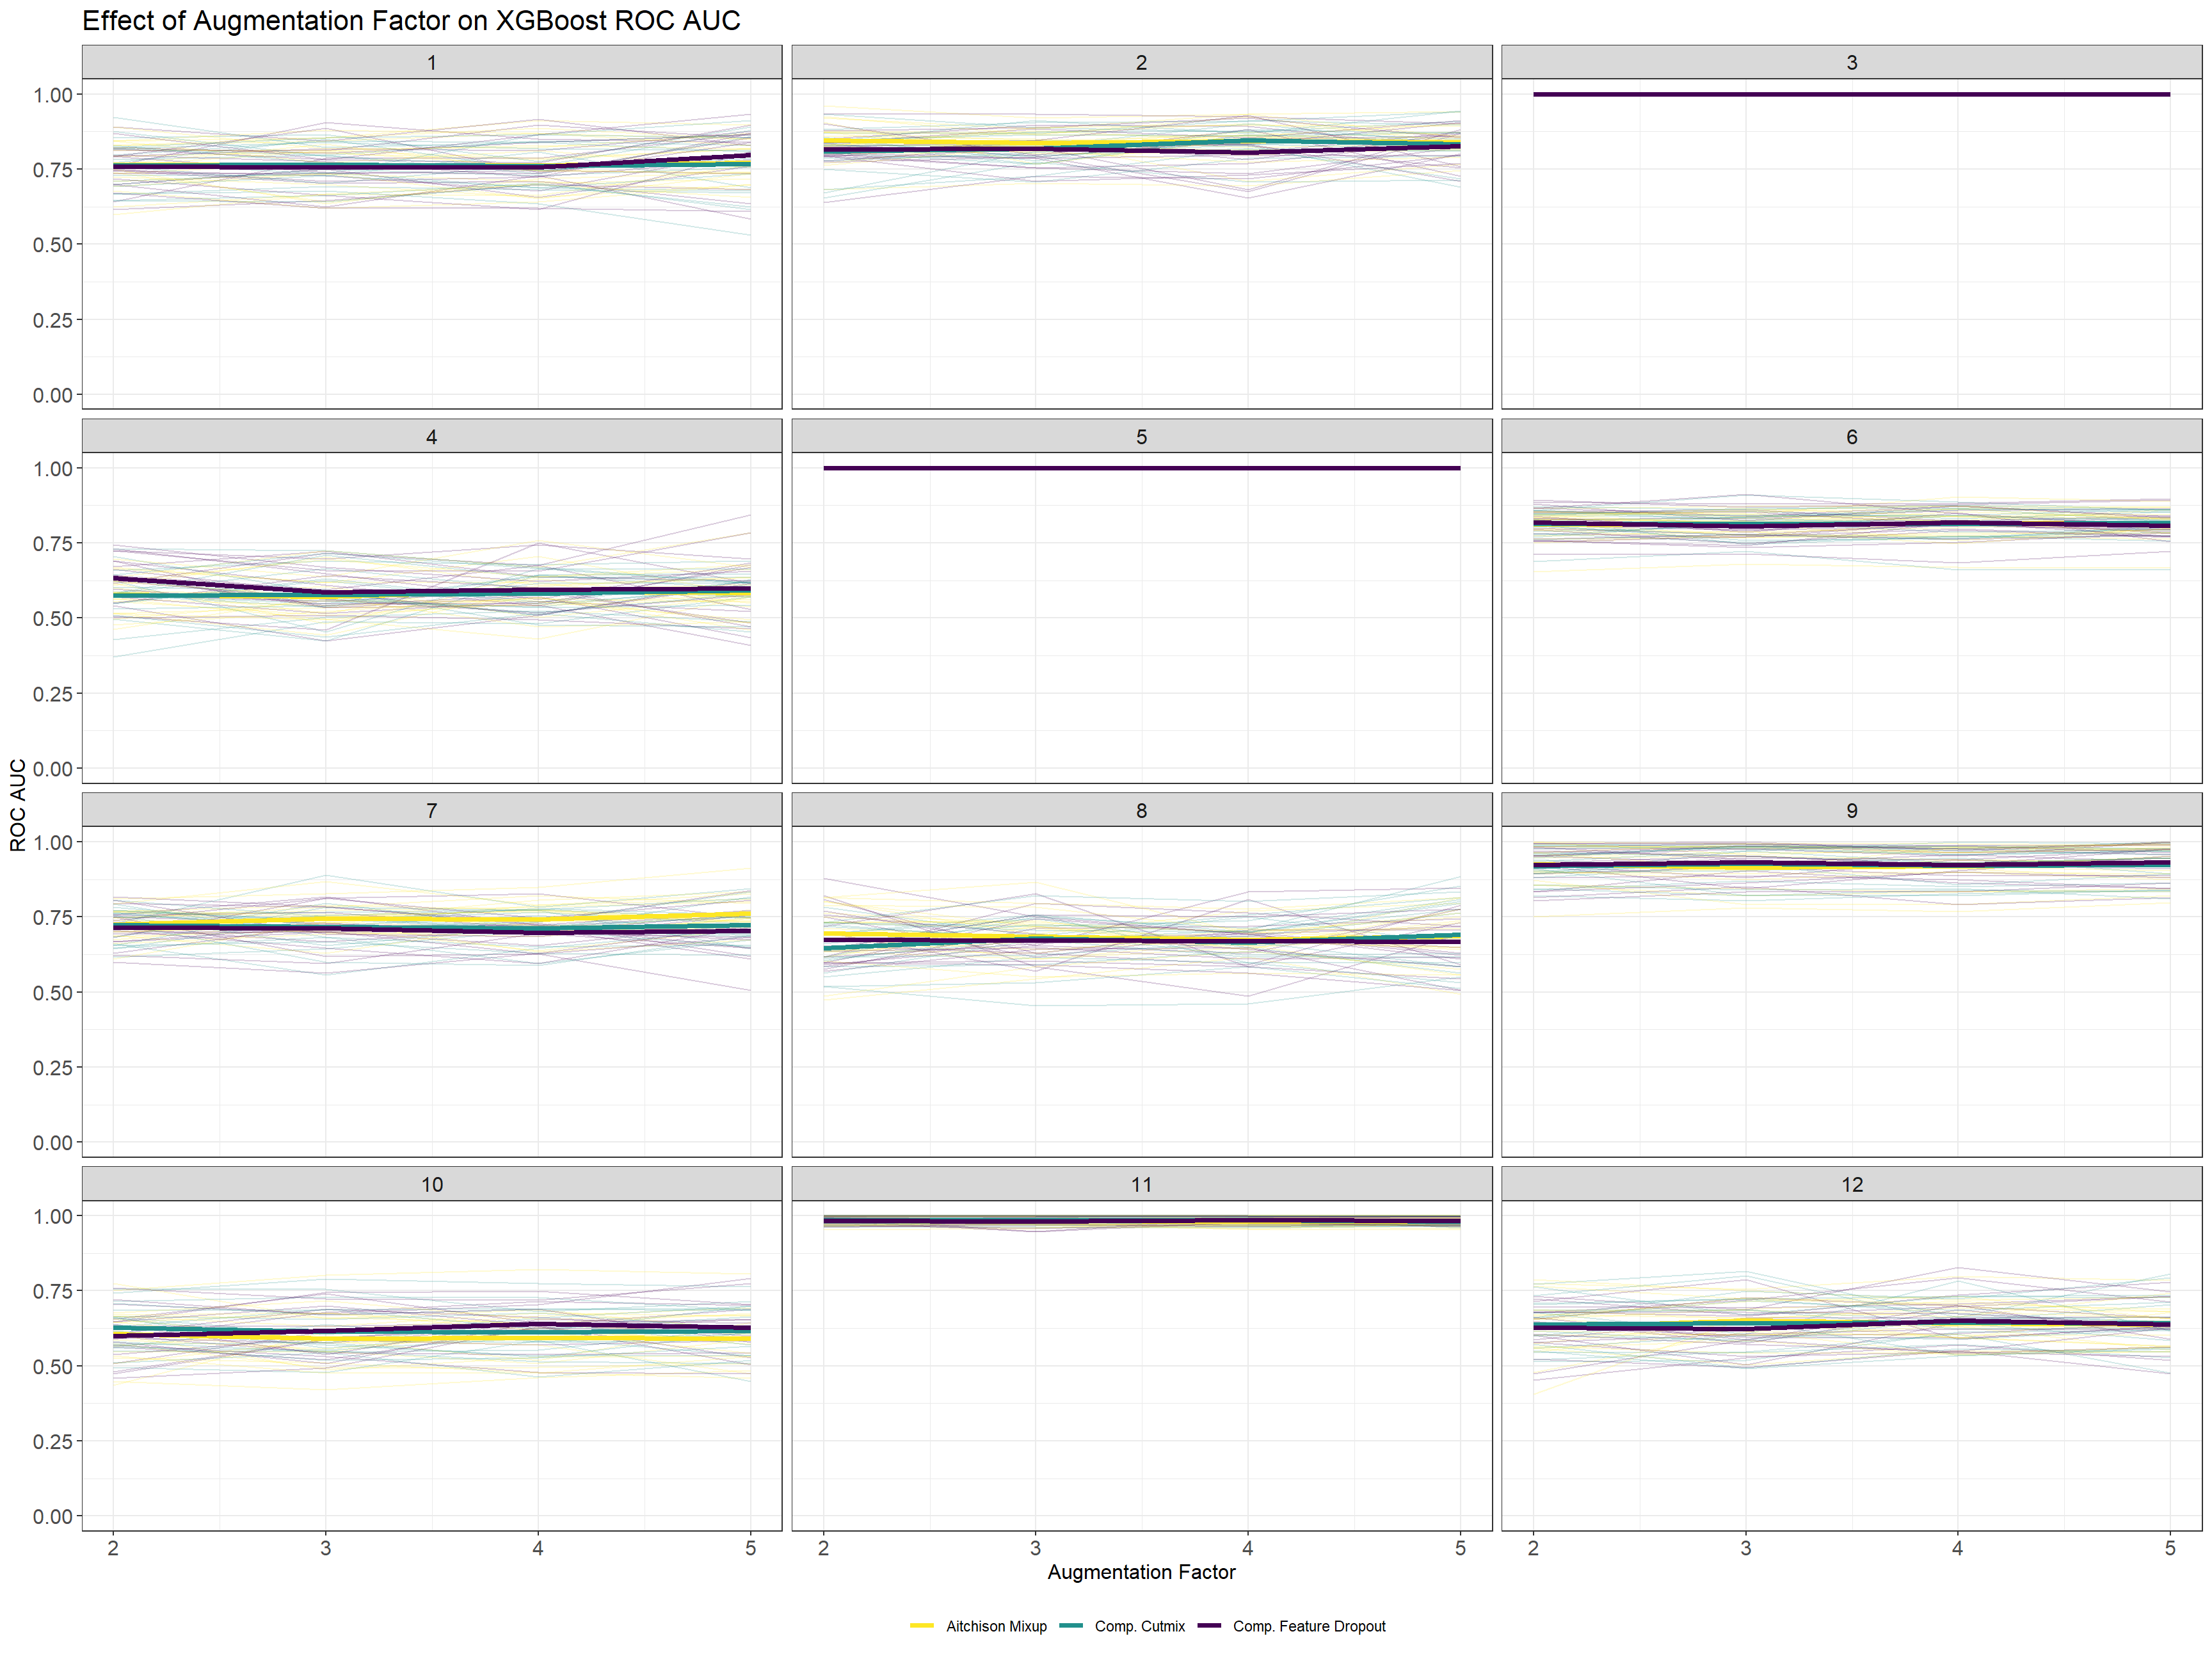 Effect of Augmentation Factor on XGBoost ROC AUC
1 2 3
1.00
0.75
0.50
0.25
0.00
4 5 6
1.00
0.75
0.50
0.25
0.00
ROC AUC
7 8 9
1.00
0.75
0.50
0.25
0.00
10 11 12
1.00
0.75
0.50
0.25
0.00
2 3 4 5 2 3 4 5 2 3 4 5
Augmentation Factor
Aitchison Mixup Comp. Cutmix Comp. Feature Dropout